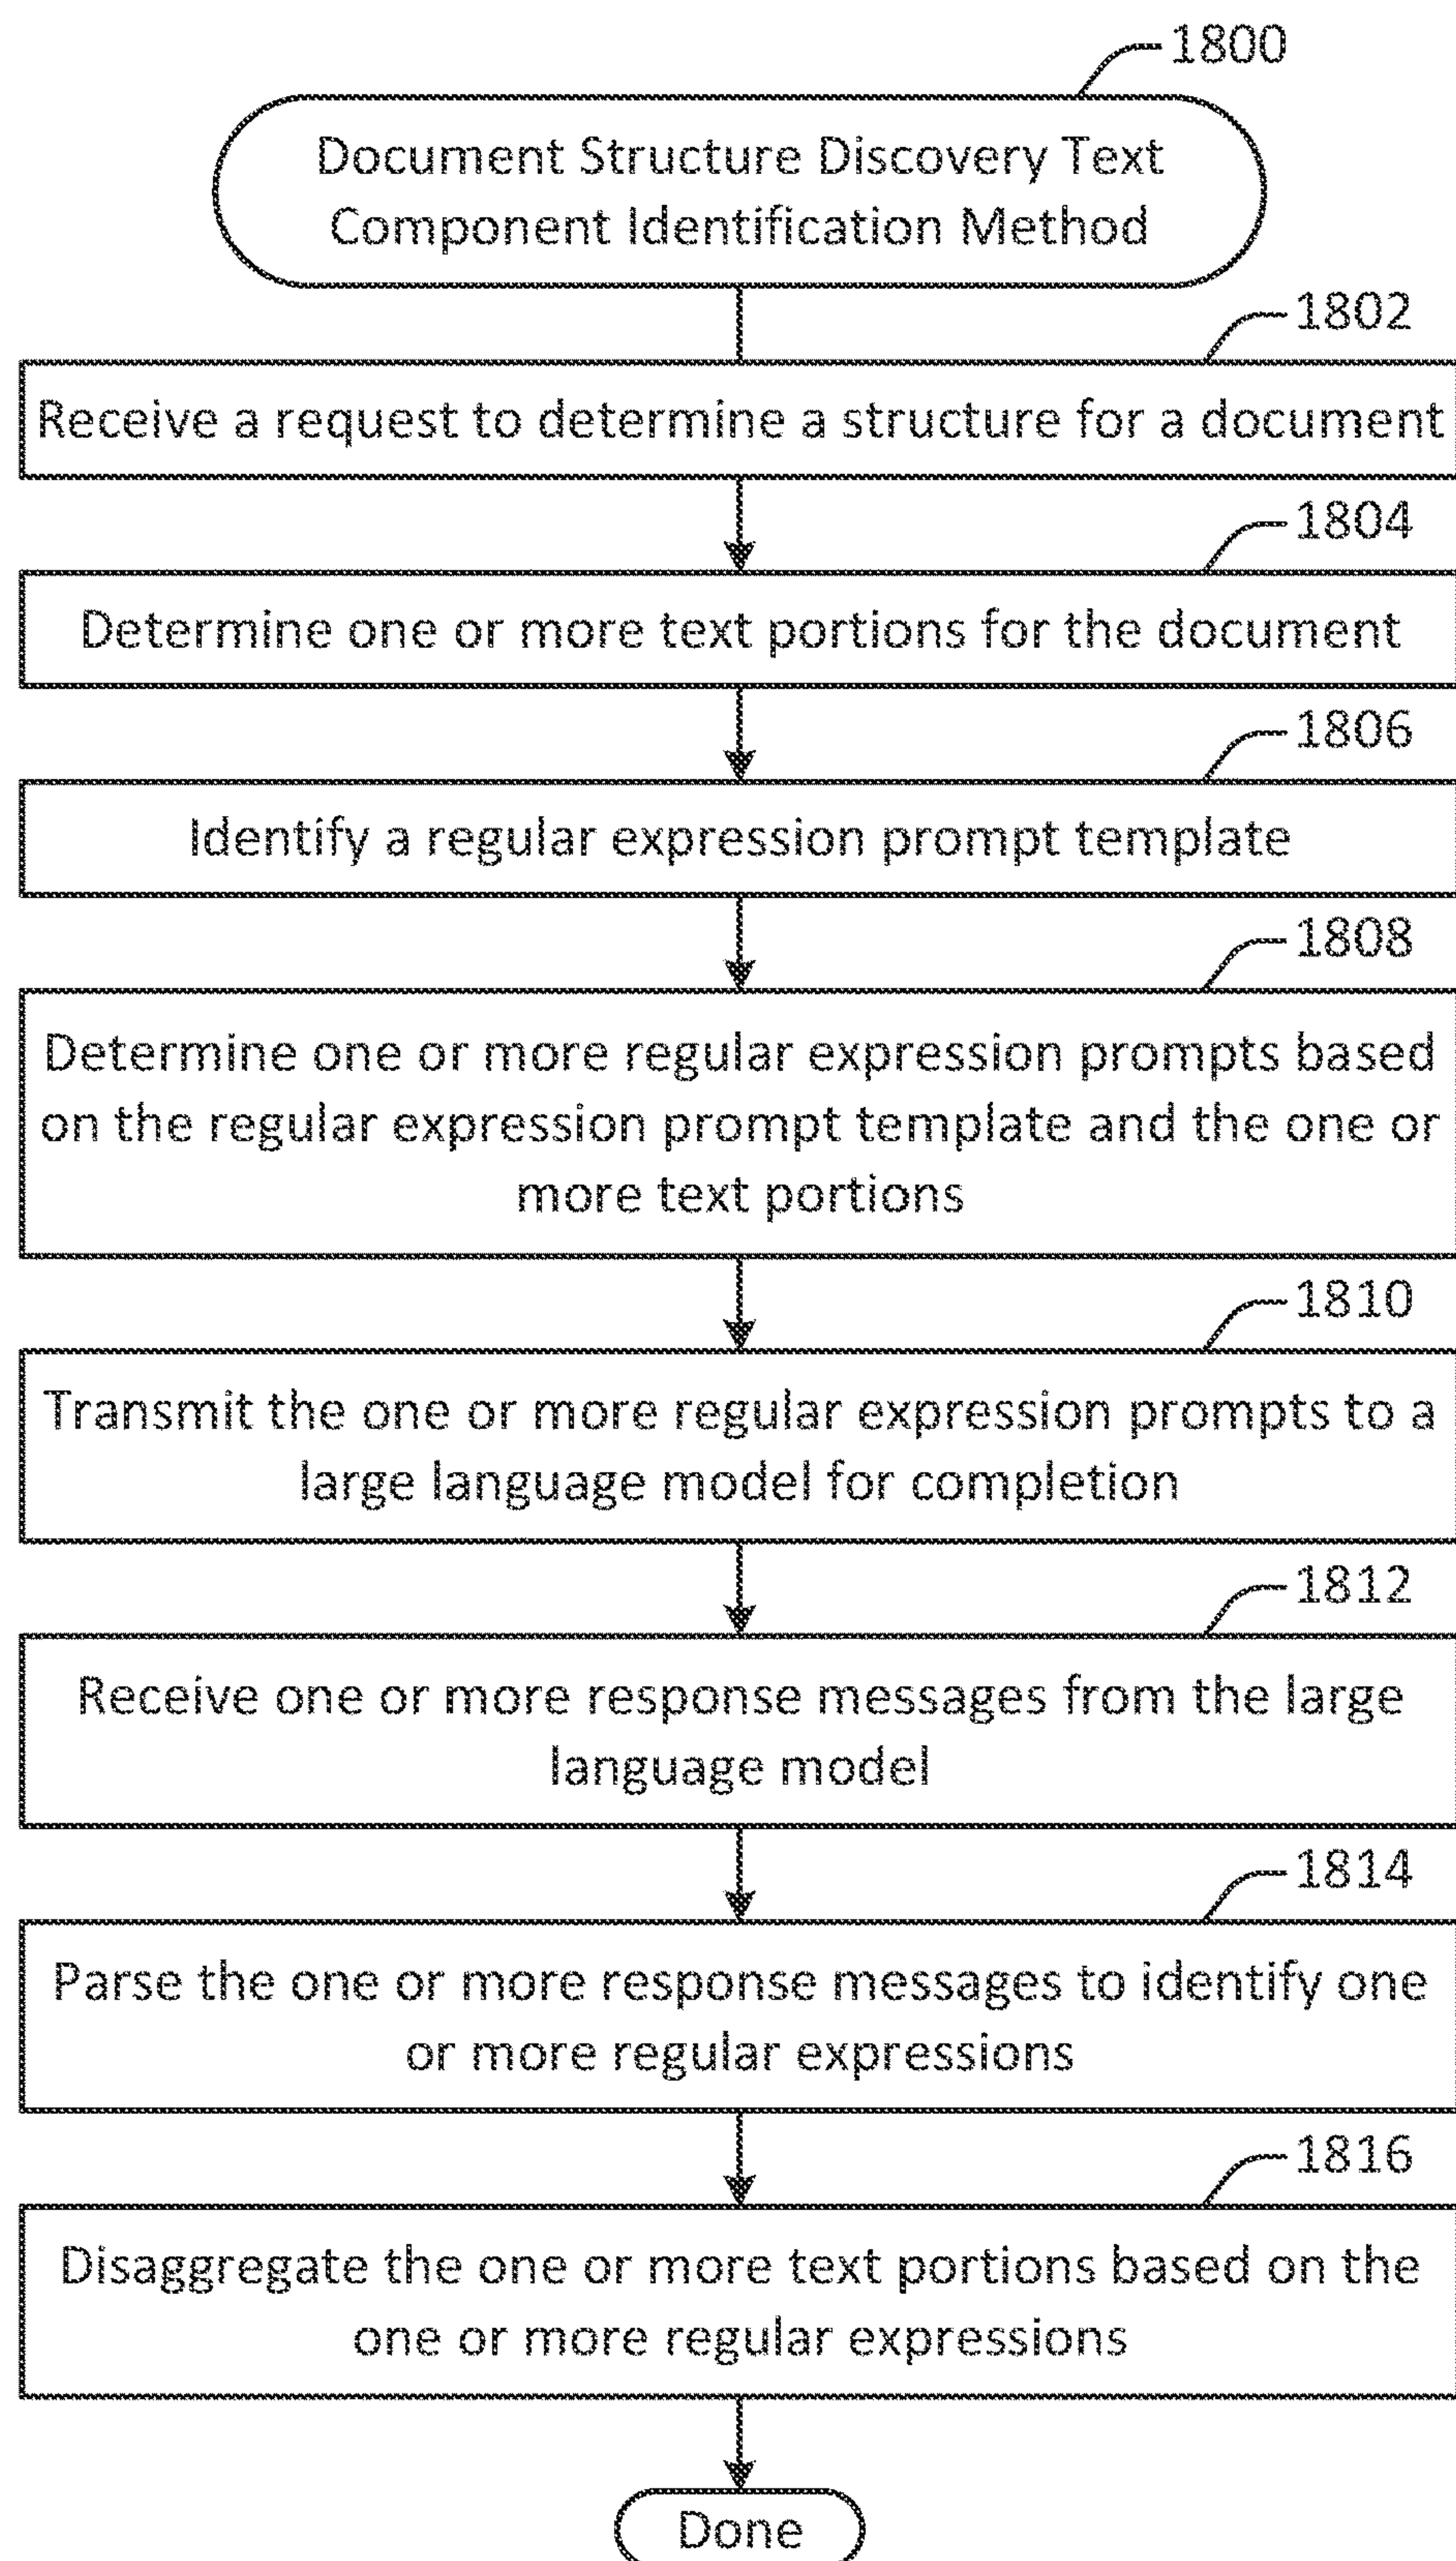 1800
Document Structure Discovery Text
Component Identification Method
1802
Receive a request to determine a structure for a document
1804
Determine one or more text portions for the document
1806
Identify a regular expression prompt template
1808
Determine one or more regular expression prompts based
on the regular expression prompt template and the one or
more text portions
1810
Transmit the one or more regular expression prompts to a
large language model for completion
1812
Receive one or more response messages from the large
language model
1814
Parse the one or more response messages to identify one
or more regular expressions
1816
Disaggregate the one or more text portions based on the
one or more regular expressions
Done